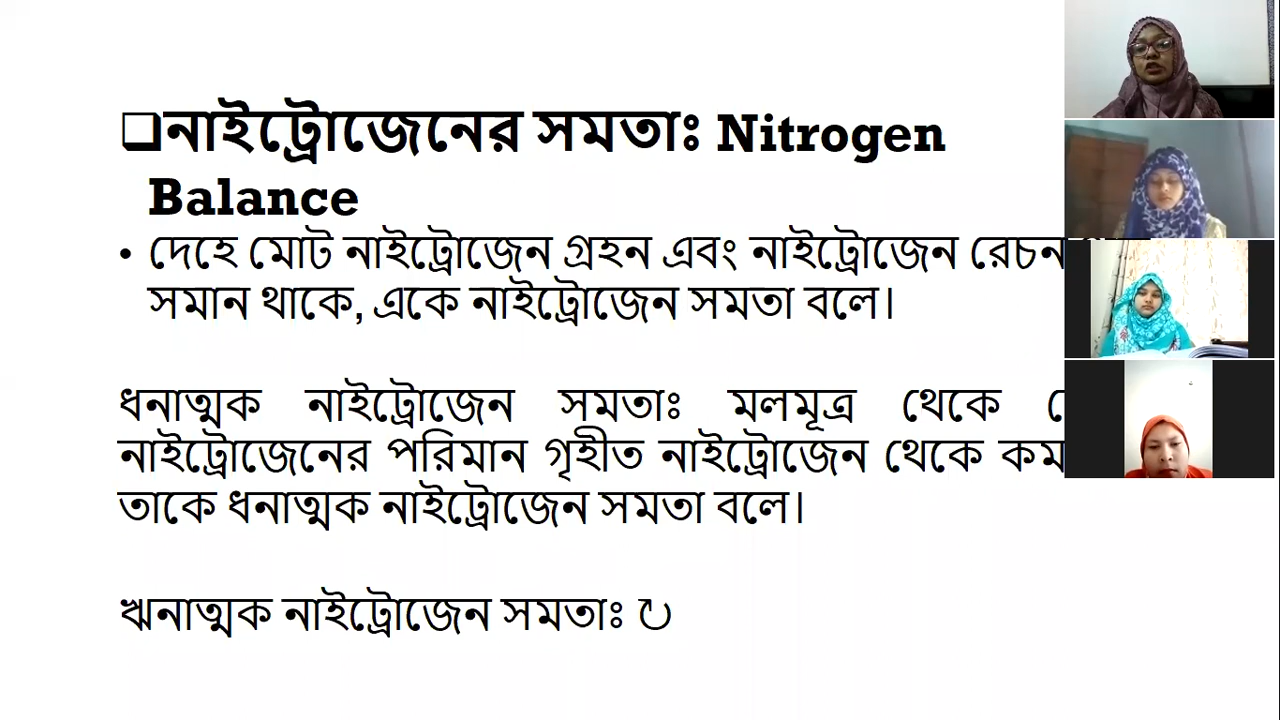 নাইট্রোজেনের সমতাঃ Nitrogen
Balance
• দেহে মোট নাইট্রোজেন গ্রহন এবং নাইট্রোজেন রেচন
সমান থাকে, একে নাইট্রোজেন সমতা বলে।
ধনাত্মক নাইট্রোজেন সমতাঃ মলমূত্র থেকে
নাইট্রোজেনের পরিমান গৃহীত নাইট্রোজেন থেকে কম
তাকে ধনাত্মক নাইট্রোজেন সমতা বলে।
ঋনাত্মক নাইট্রোজেন সমতাঃ ↻